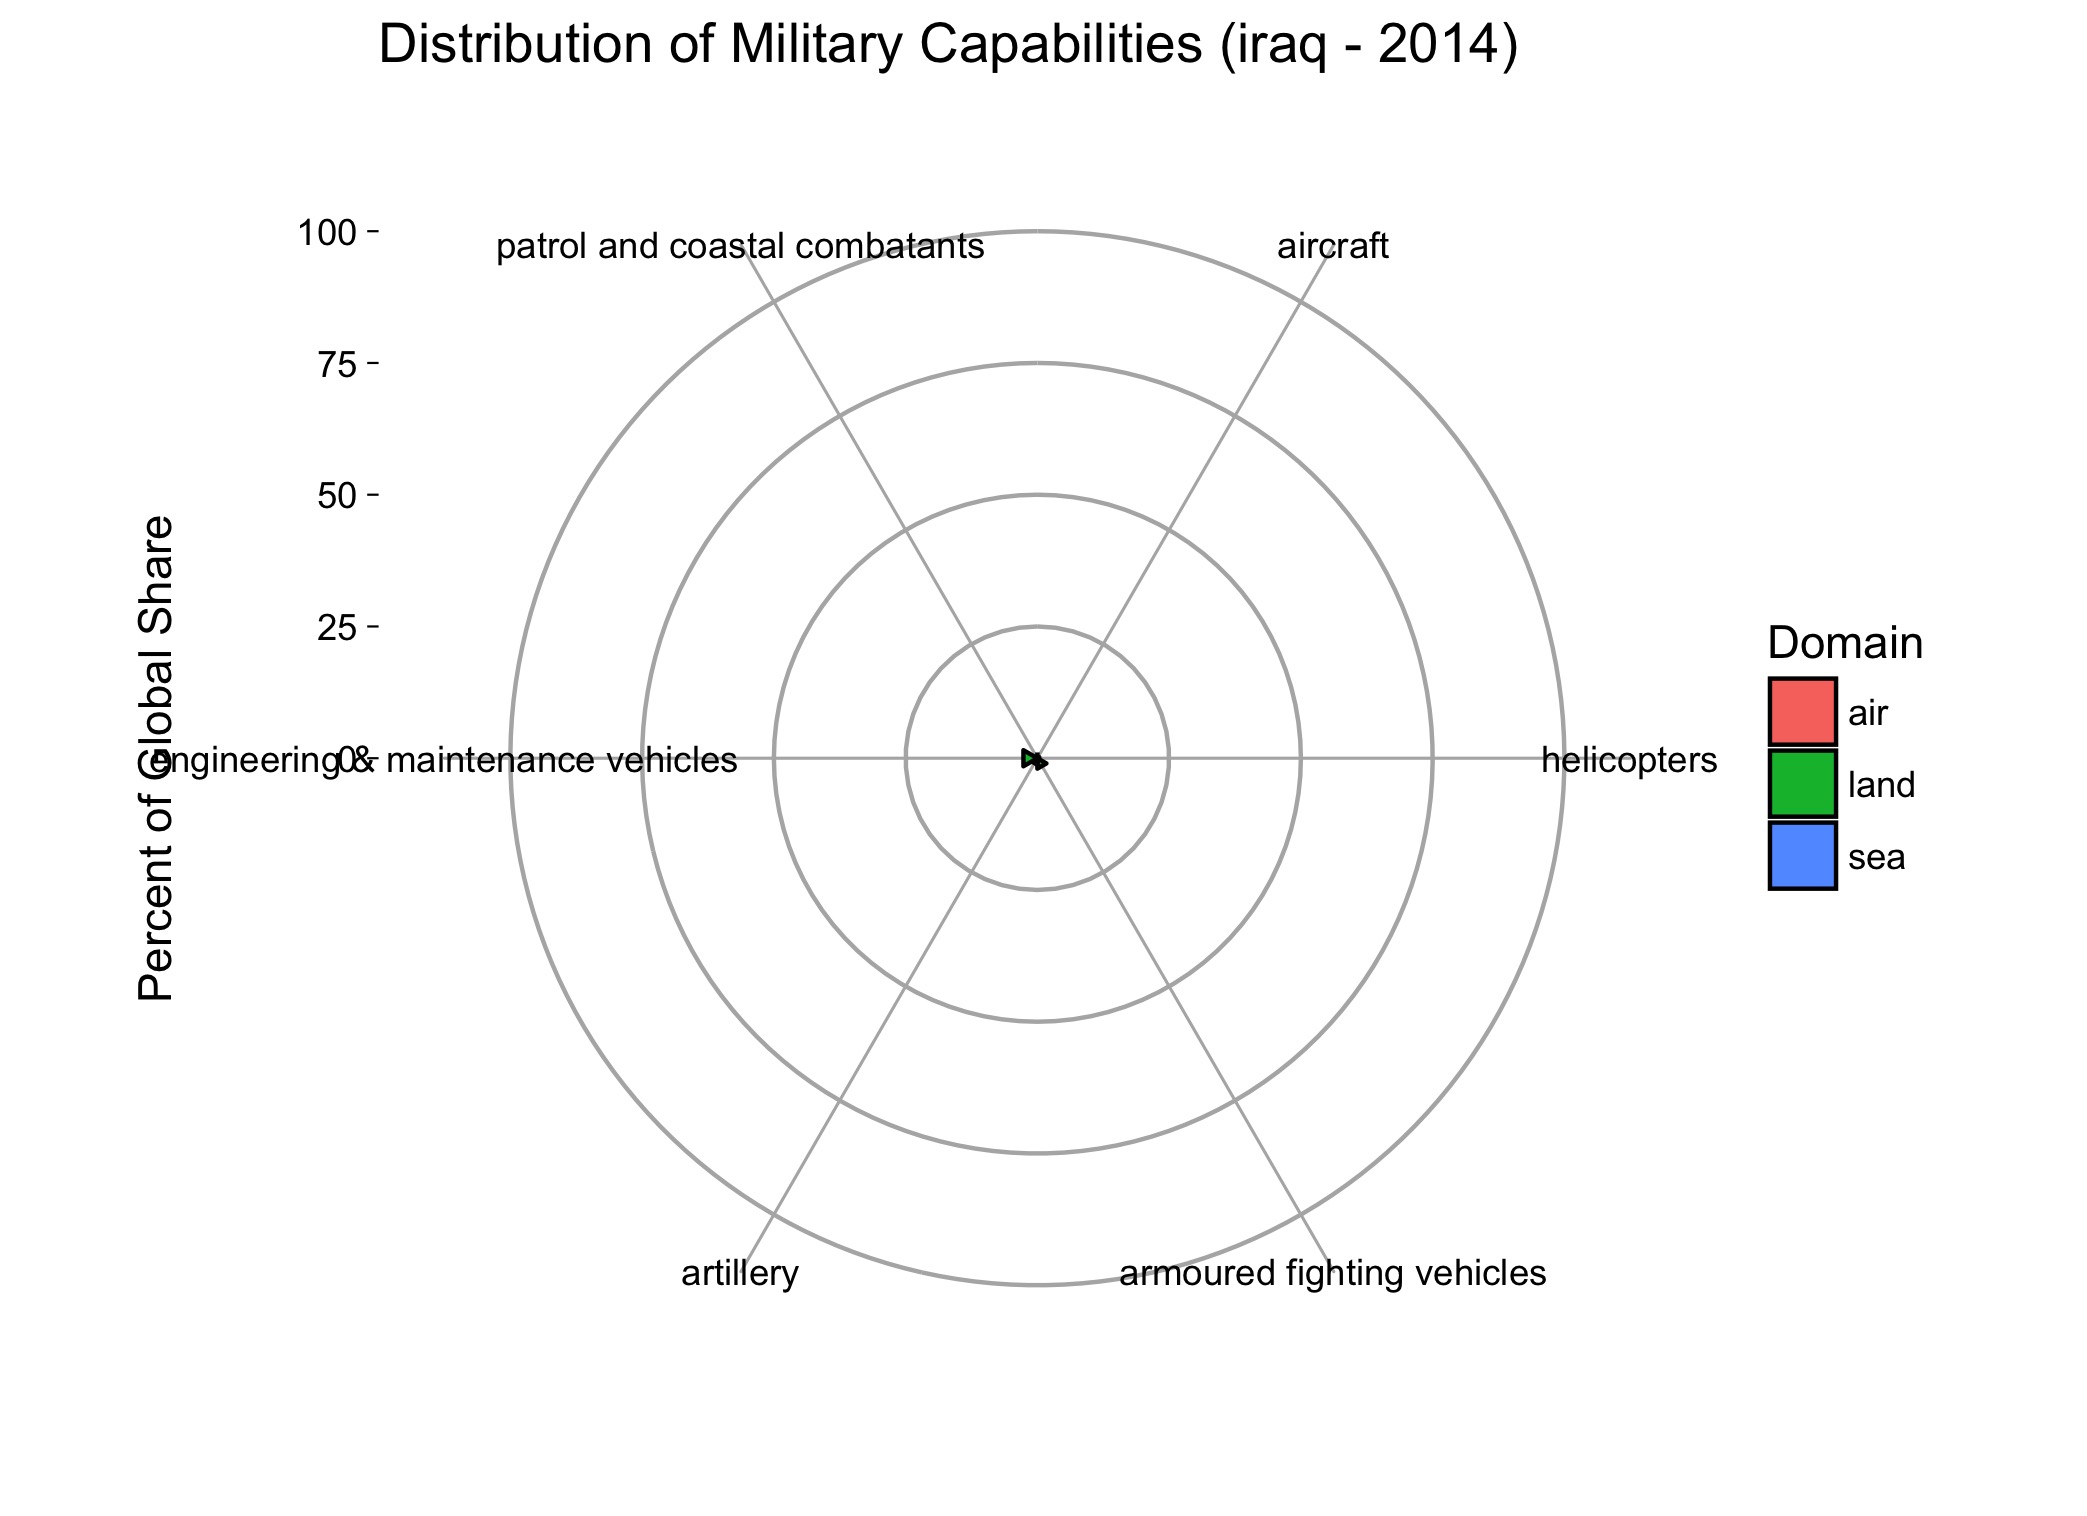 Distribution of Military Capabilities (iraq - 2014)
100
patrol and coastal combatants
aircraft
75
50
25
Percent of Global Share
0
engineering & maintenance vehicles
helicopters
Domain
air
land
sea
artillery
armoured fighting vehicles